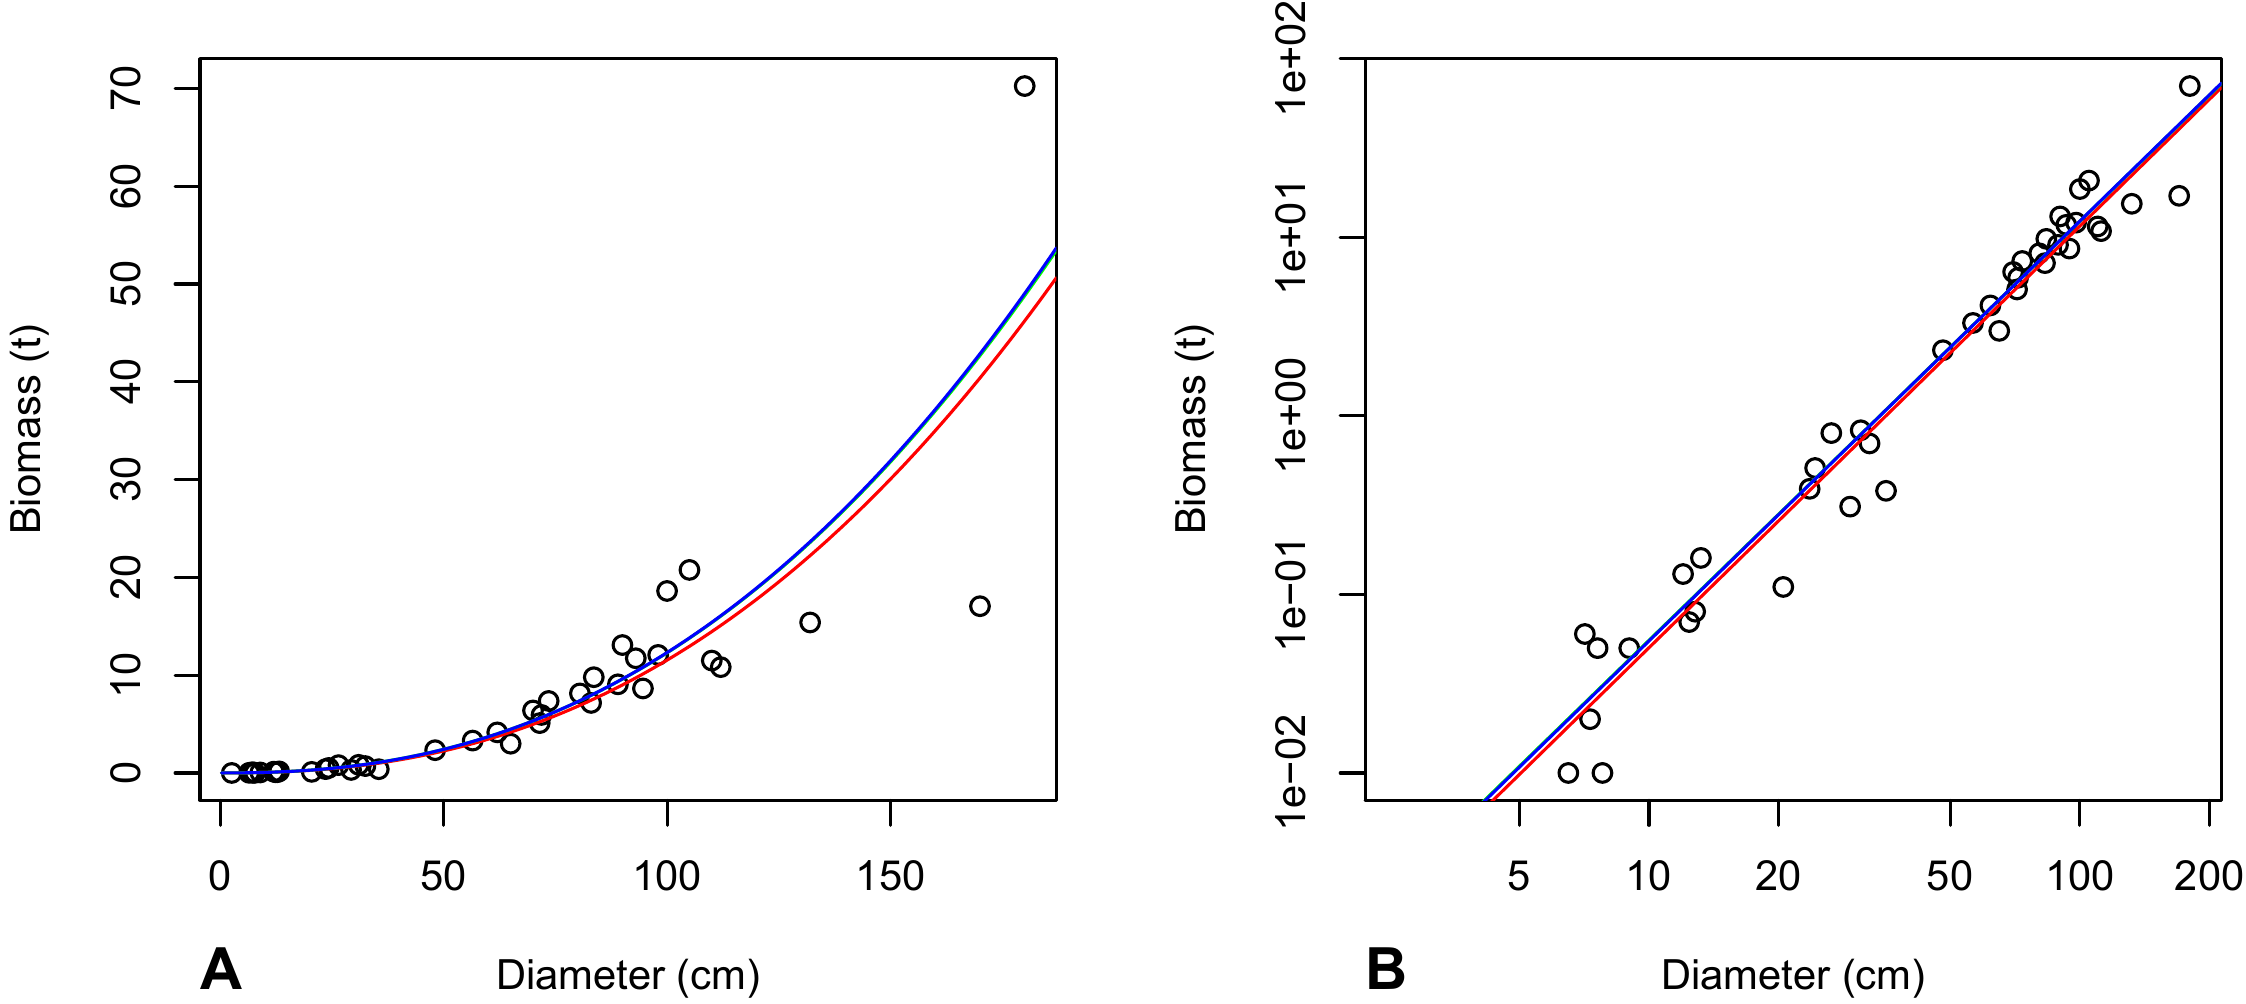 70
60
50
40
30
20
10
0
Biomass (t)
0 50 100 150
A Diameter (cm)
1e+02
1e+01
1e+00
1e−01
1e−02
Biomass (t)
5 10 20 50 100 200
B Diameter (cm)